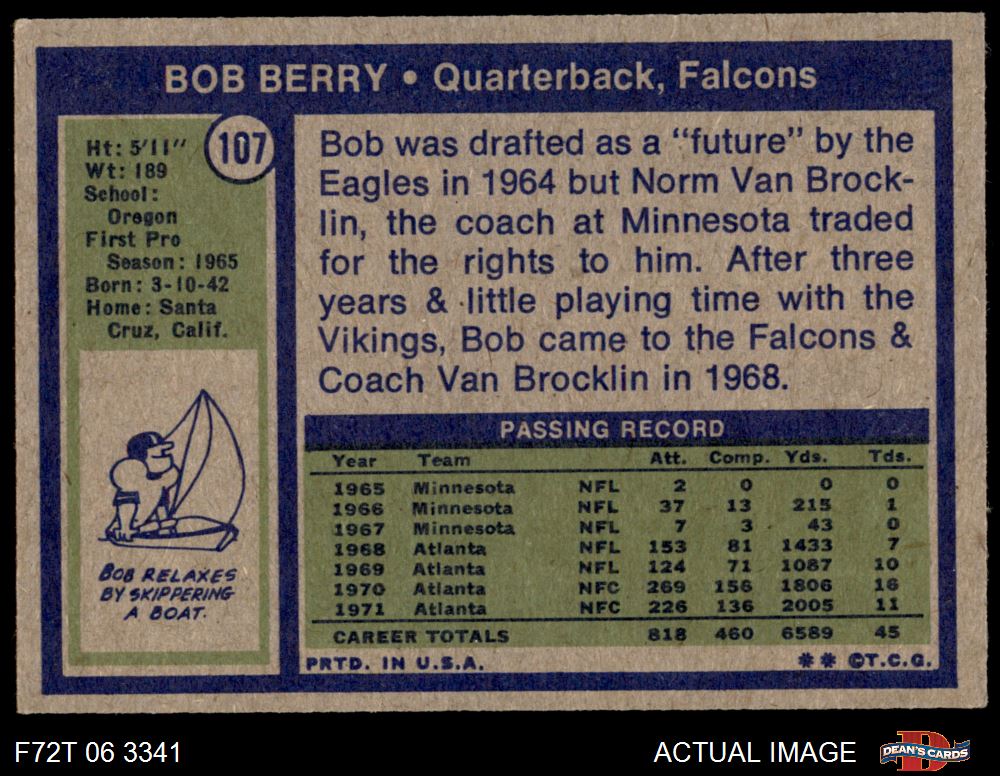 BOB BERRY • Quarterback, Falcons
107
Ht: 5'11"
Wt: 189
School:
Oregon
First Pro
Season: 1965
Born: 3-10-42
Home: Santa
Cruz, Calif.
BOB RELAXES
BY SKIPPERING
A BOAT.
Bob was drafted as a "future" by the
Eagles in 1964 but Norm Van Brock-
lin, the coach at Minnesota traded
for the rights to him. After three
years & little playing time with the
Vikings, Bob came to the Falcons &
Coach Van Brocklin in 1968.
PASSING RECORD
Year Team Att. Comp. Yds. Tds.
1965 Minnesota NFL 2 0 0 0
1966 Minnesota NFL 37 13 215 1
1967 Minnesota NFL 7 3 43 0
1968 Atlanta NFL 153 81 1433 7
1969 Atlanta NFL 124 71 1087 10
1970 Atlanta NFC 269 156 1806 16
1971 Atlanta NFC 226 136 2005 11
CAREER TOTALS 818 460 6589 45
PRTD. IN U.S.A. ** ©T.C.G.
F72T 06 3341 ACTUAL IMAGE DEAN'S CARDS